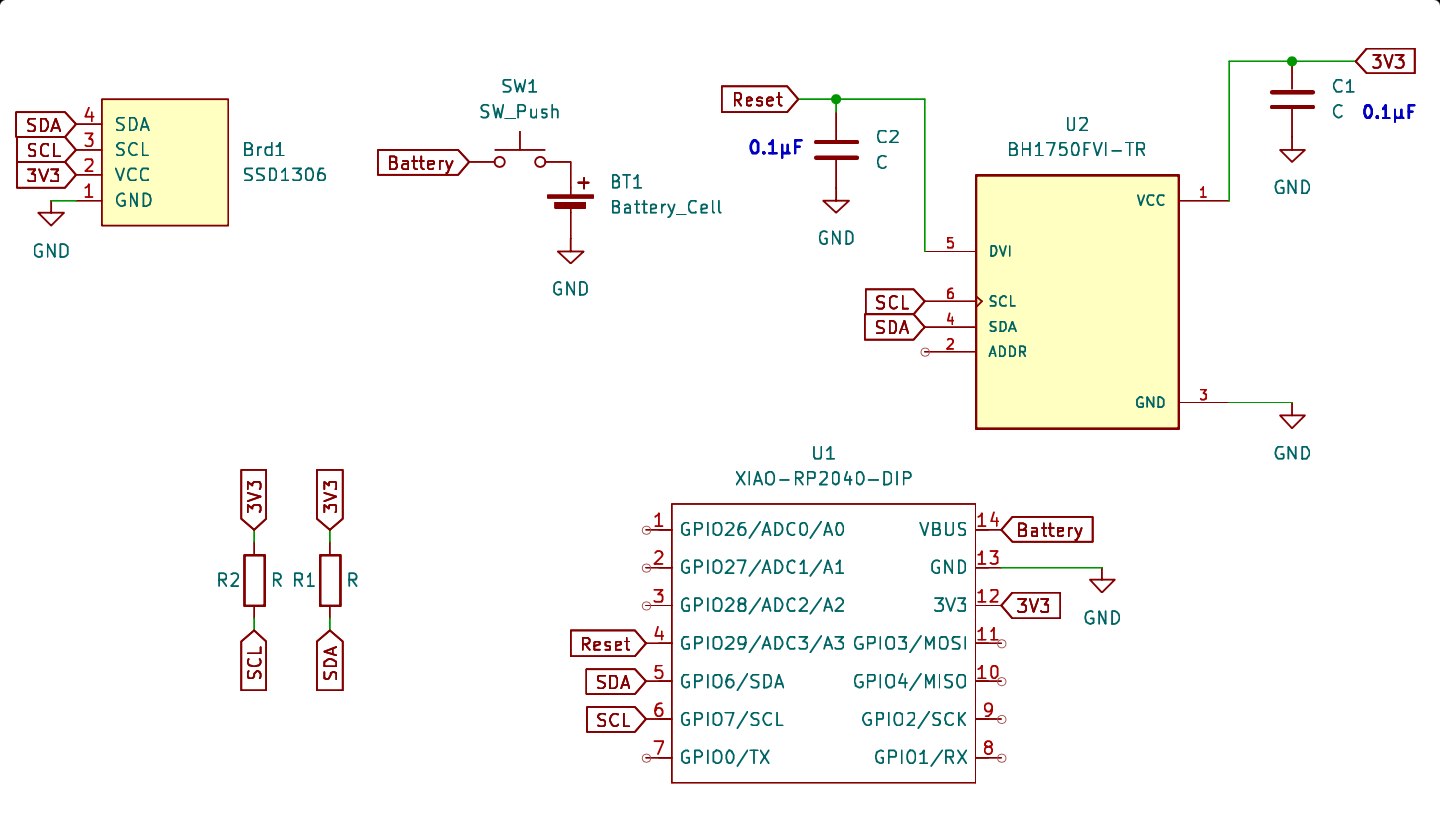 SDA
SCL
3V3
4
3
2
1
SDA
SCL
VCC
GND
Brd1
SSD1306
GND
SW1
SW_Push
Battery
BT1
Battery_Cell
GND
Reset
0.1µF
C2
C
GND
U2
BH1750FVI-TR
5
DVI
SCL
6
SCL
SDA
4
SDA
2
ADDR
VCC
1
GND
3
3V3
C1
C
0.1µF
GND
GND
3V3
3V3
R2
R
R1
R
SCL
SDA
U1
XIAO-RP2040-DIP
1
GPIO26/ADC0/A0
2
GPIO27/ADC1/A1
3
GPIO28/ADC2/A2
Reset
4
GPIO29/ADC3/A3
SDA
5
GPIO6/SDA
SCL
6
GPIO7/SCL
7
GPIO0/TX
VBUS
14
Battery
GND
13
GND
3V3
12
3V3
GPIO3/MOSI
11
GPIO4/MISO
10
GPIO2/SCK
9
GPIO1/RX
8